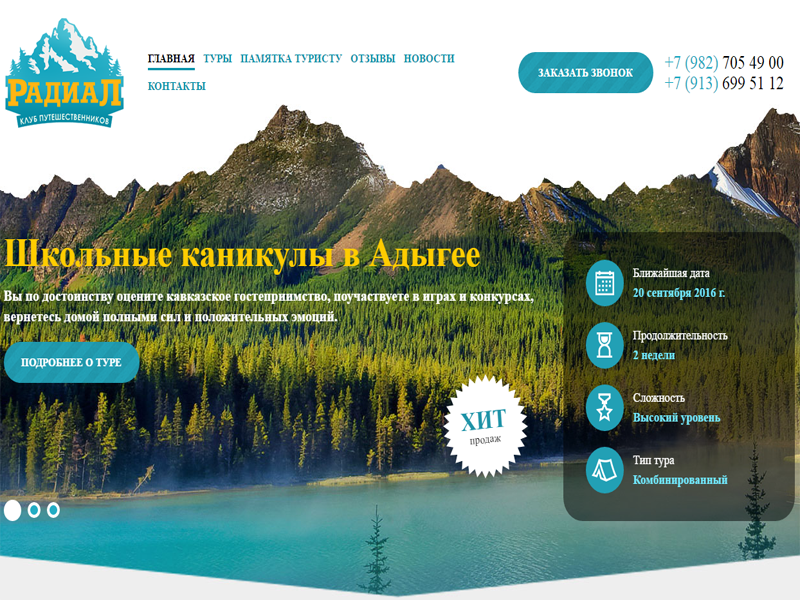 РАДИАЛ
КЛУБ ПУТЕШЕСТВЕННИКОВ
ГЛАВНАЯ ТУРЫ ПАМЯТКА ТУРИСТУ ОТЗЫВЫ НОВОСТИ
КОНТАКТЫ
ЗАКАЗАТЬ ЗВОНОК
+7 (982) 705 49 00
+7 (913) 699 51 12
Школьные каникулы в Адыгее
Вы по достоинству оцените кавказское гостеприимство, поучаствуете в играх и конкурсах,
вернетесь домой полными сил и положительных эмоций.
ПОДРОБНЕЕ О ТУРЕ
ХИТ
продаж
Ближайшая дата
20 сентября 2016 г.
Продолжительность
2 недели
Сложность
Высокий уровень
Тип тура
Комбинированный